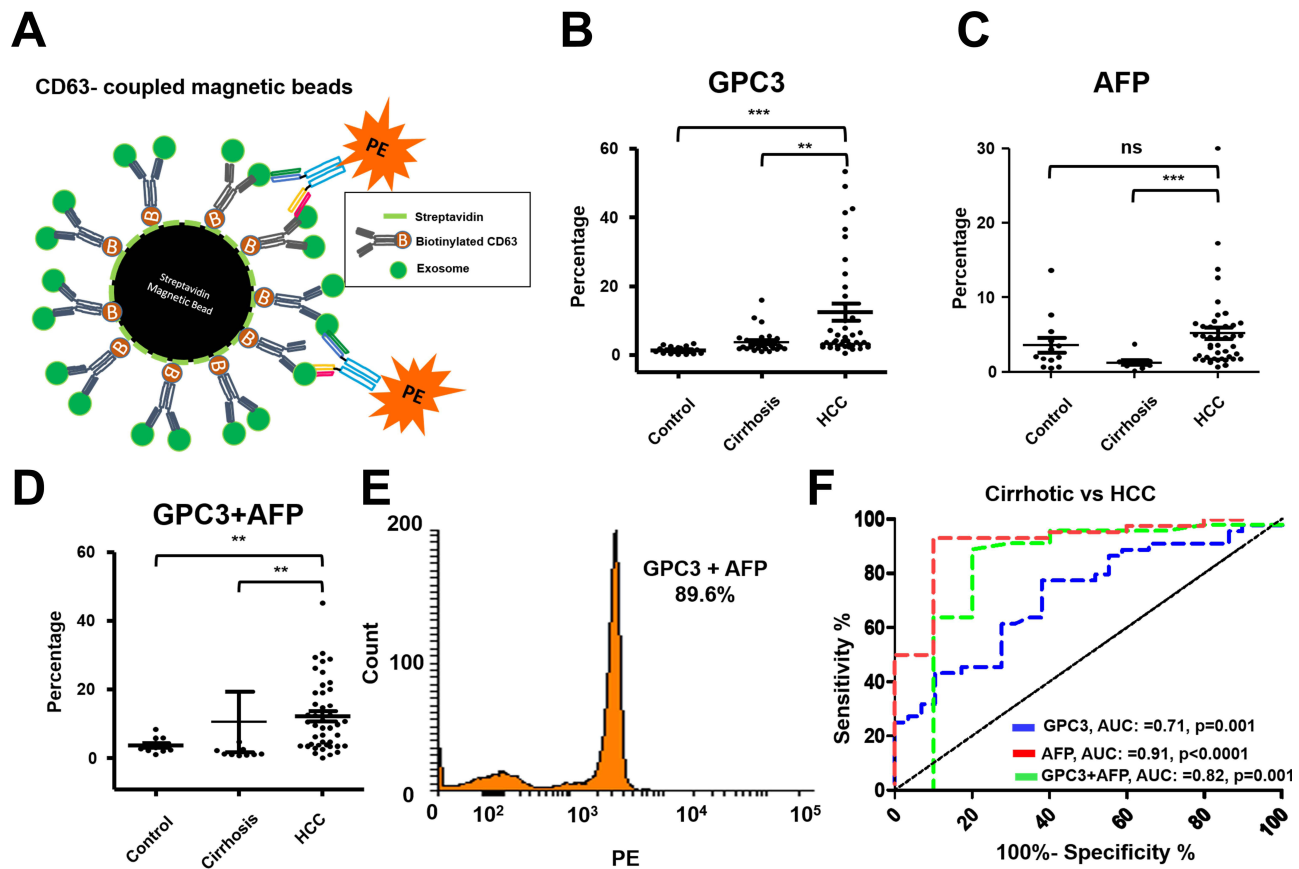 A
CD63- coupled magnetic beads
PE
B
B
B
B
B
B
B
B
B
B
B
Streptavidin
Magnetic Bead
PE
Streptavidin
B
Biotinylated CD63
Exosome
B
GPC3
***
**
Percentage
60
40
20
0
Control
Cirrhosis
HCC
C
AFP
ns
***
Percentage
30
20
10
0
Control
Cirrhosis
HCC
D
GPC3+AFP
**
**
Percentage
60
40
20
0
Control
Cirrhosis
HCC
E
200
100
0
Count
GPC3 + AFP
89.6%
0
10²
10³
10⁴
10⁵
PE
F
Cirrhotic vs HCC
Sensitivity %
100
80
60
40
20
0
GPC3, AUC: =0.71, p=0.001
AFP, AUC: =0.91, p<0.0001
GPC3+AFP, AUC: =0.82, p=0.001
0
20
40
60
80
100
100%- Specificity %